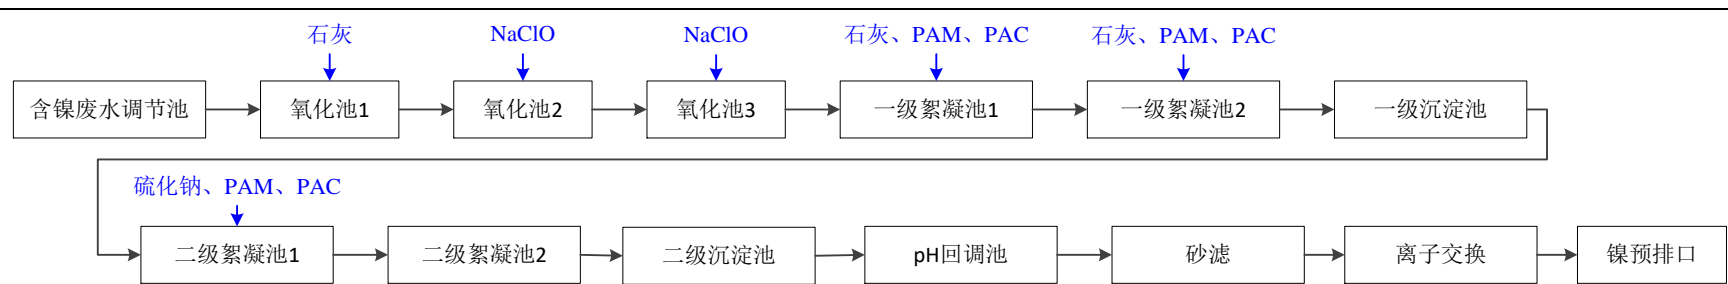 石灰
NaClO
NaClO
石灰、PAM、PAC
石灰、PAM、PAC
含镍废水调节池
氧化池1
氧化池2
氧化池3
一级絮凝池1
一级絮凝池2
一级沉淀池
硫化钠、PAM、PAC
二级絮凝池1
二级絮凝池2
二级沉淀池
pH回调池
砂滤
离子交换
镍预排口